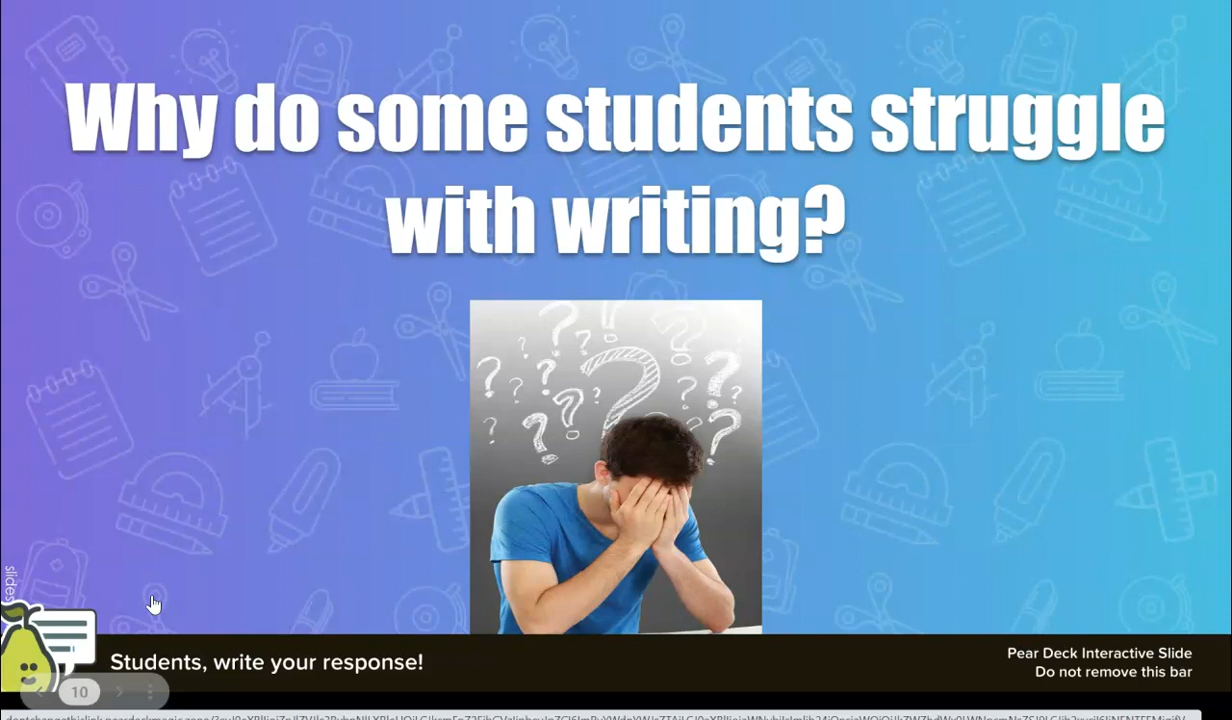 Why do some students struggle
with writing?
slides
Students, write your response!
Pear Deck Interactive Slide
Do not remove this bar
10